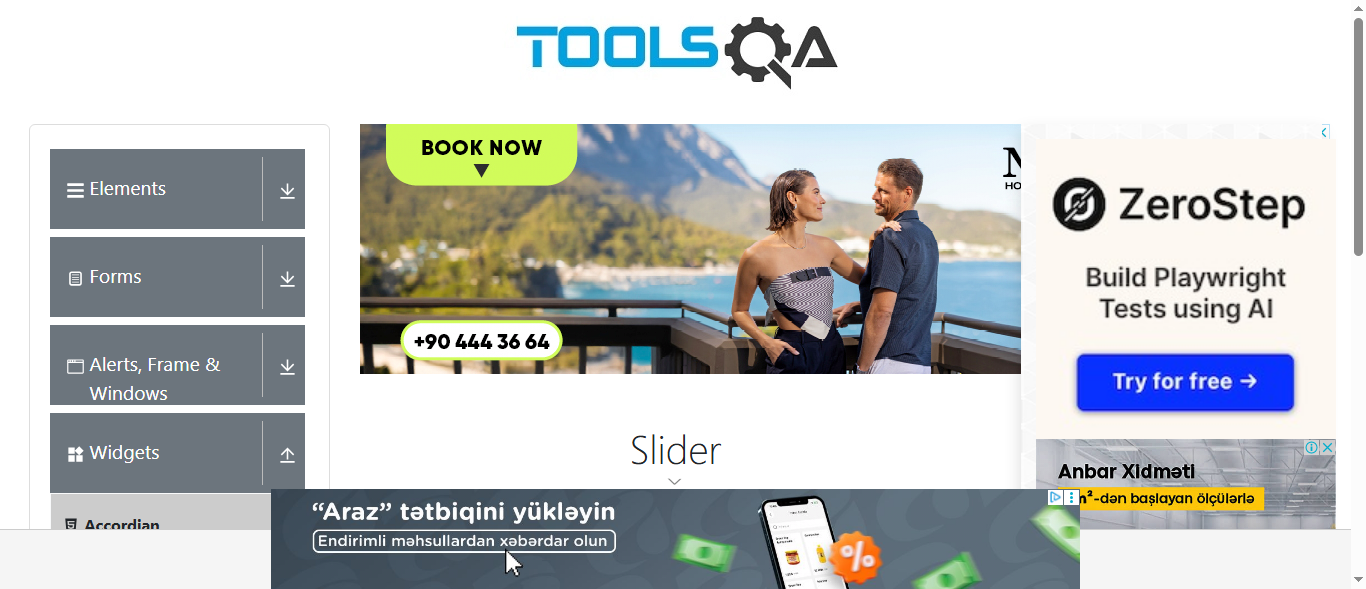 TOOLSQA
Elements
Forms
Alerts, Frame &
Windows
Widgets
Accordian
BOOK NOW
+90 444 36 64
HO
ZeroStep
Build Playwright
Tests using AI
Try for free →
Slider
Anbar Xidməti
m²-dən başlayan ölçülərlə
“Araz” tətbiqini yükləyin
Endirimli məhsullardan xəbərdar olun
%